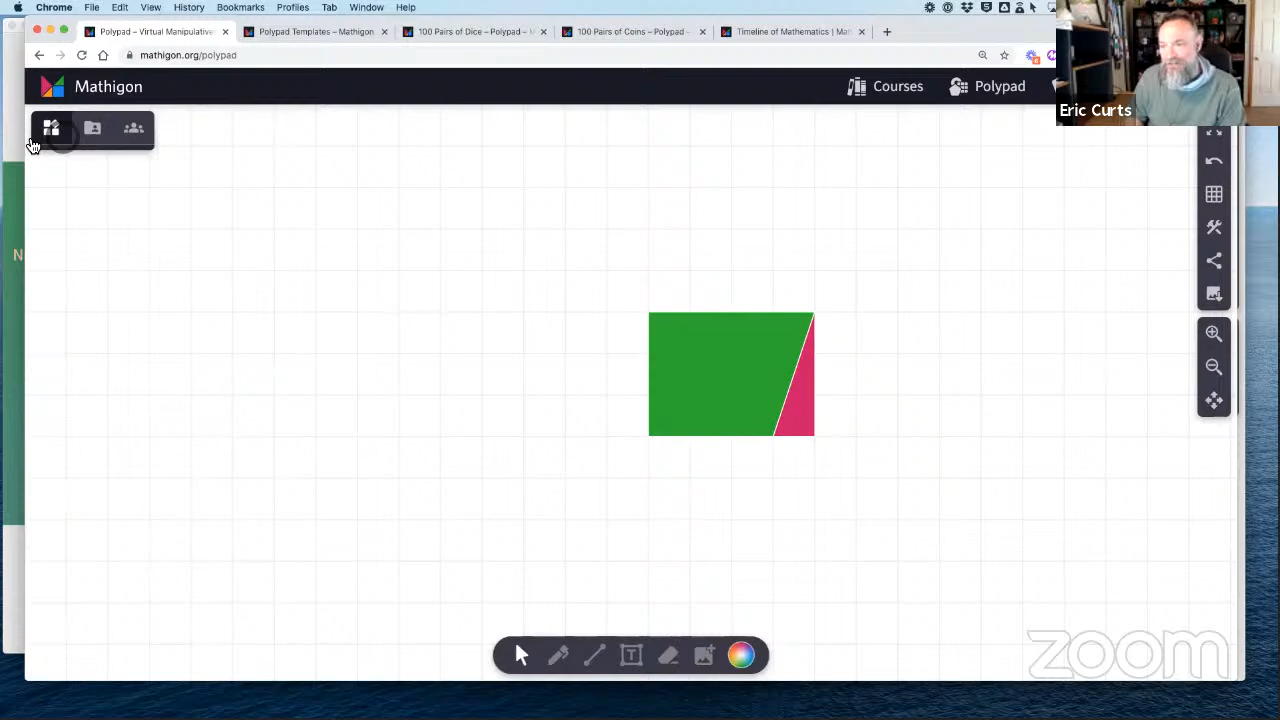 Chrome File Edit View History Bookmarks Profiles Tab Window Help
Polypad – Virtual Manipulative
Polypad Templates – Mathigon
100 Pairs of Dice – Polypad –
100 Pairs of Coins – Polypad –
Timeline of Mathematics | Mat
mathigon.org/polypad
Mathigon
Courses
Polypad
Eric Curts
N
T
zoom